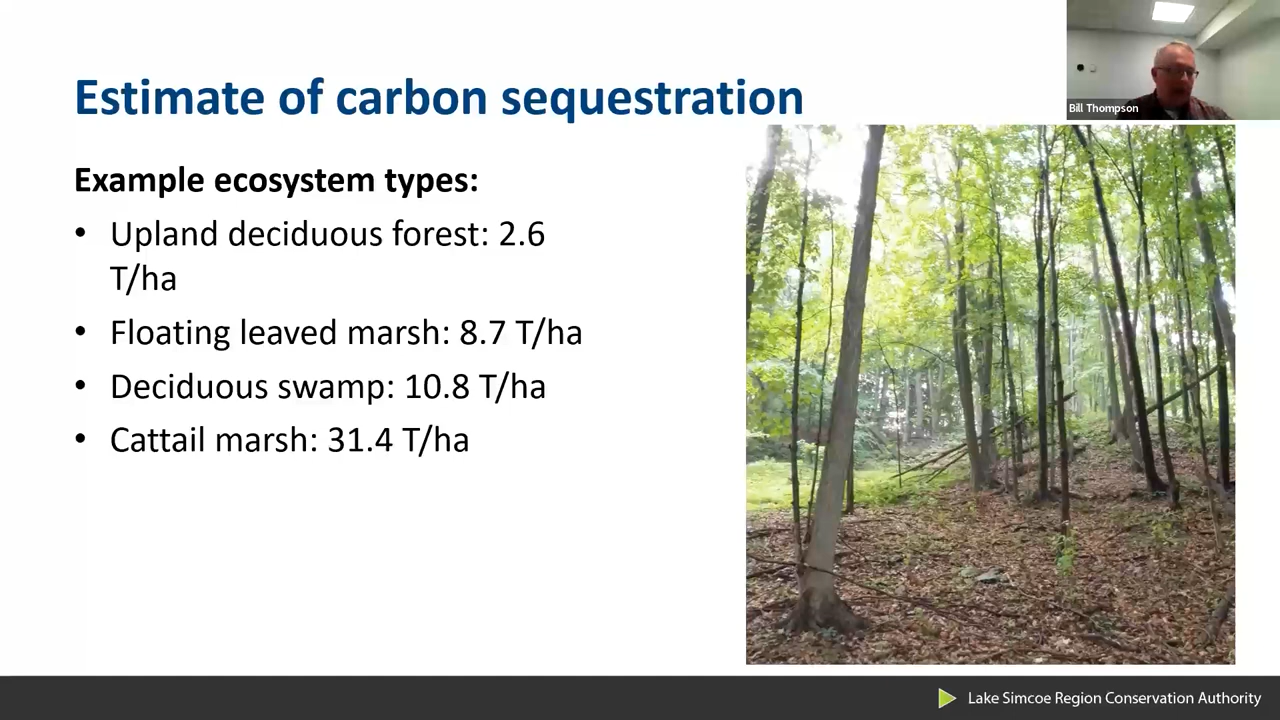 Estimate of carbon sequestration
Bill Thompson
Example ecosystem types:
• Upland deciduous forest: 2.6
T/ha
• Floating leaved marsh: 8.7 T/ha
• Deciduous swamp: 10.8 T/ha
• Cattail marsh: 31.4 T/ha
Lake Simcoe Region Conservation Authority